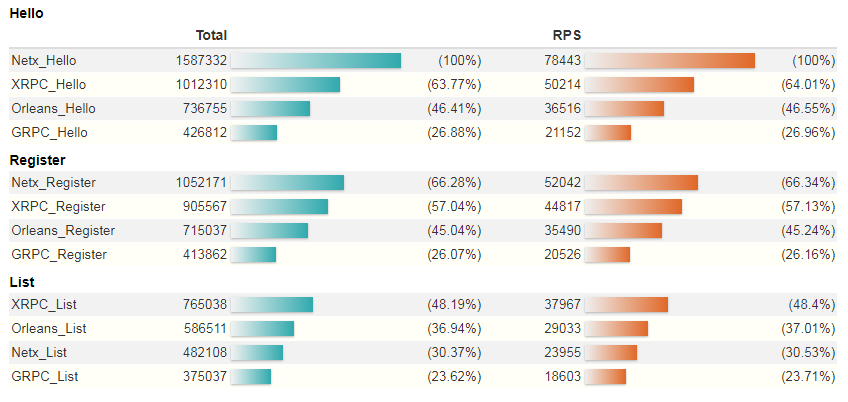 Hello
Total RPS
Netx_Hello 1587332 (100%) 78443 (100%)
XRPC_Hello 1012310 (63.77%) 50214 (64.01%)
Orleans_Hello 736755 (46.41%) 36516 (46.55%)
GRPC_Hello 426812 (26.88%) 21152 (26.96%)
Register
Netx_Register 1052171 (66.28%) 52042 (66.34%)
XRPC_Register 905567 (57.04%) 44817 (57.13%)
Orleans_Register 715037 (45.04%) 35490 (45.24%)
GRPC_Register 413862 (26.07%) 20526 (26.16%)
List
XRPC_List 765038 (48.19%) 37967 (48.4%)
Orleans_List 586511 (36.94%) 29033 (37.01%)
Netx_List 482108 (30.37%) 23955 (30.53%)
GRPC_List 375037 (23.62%) 18603 (23.71%)